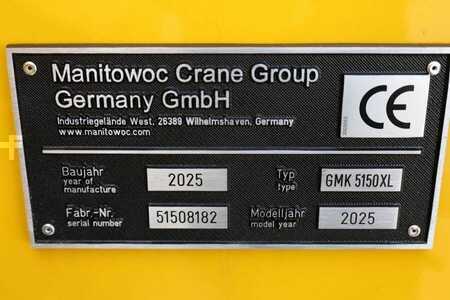 Manitowoc Crane Group
Germany GmbH
Industriegelände West, 26389 Wilhelmshaven, Germany
www.manitowoc.com
CE
Baujahr
year of
manufacture
2025
Typ
type
GMK 5150XL
Fabr.-Nr.
serial number
51508182
Modelljahr
model year
2025